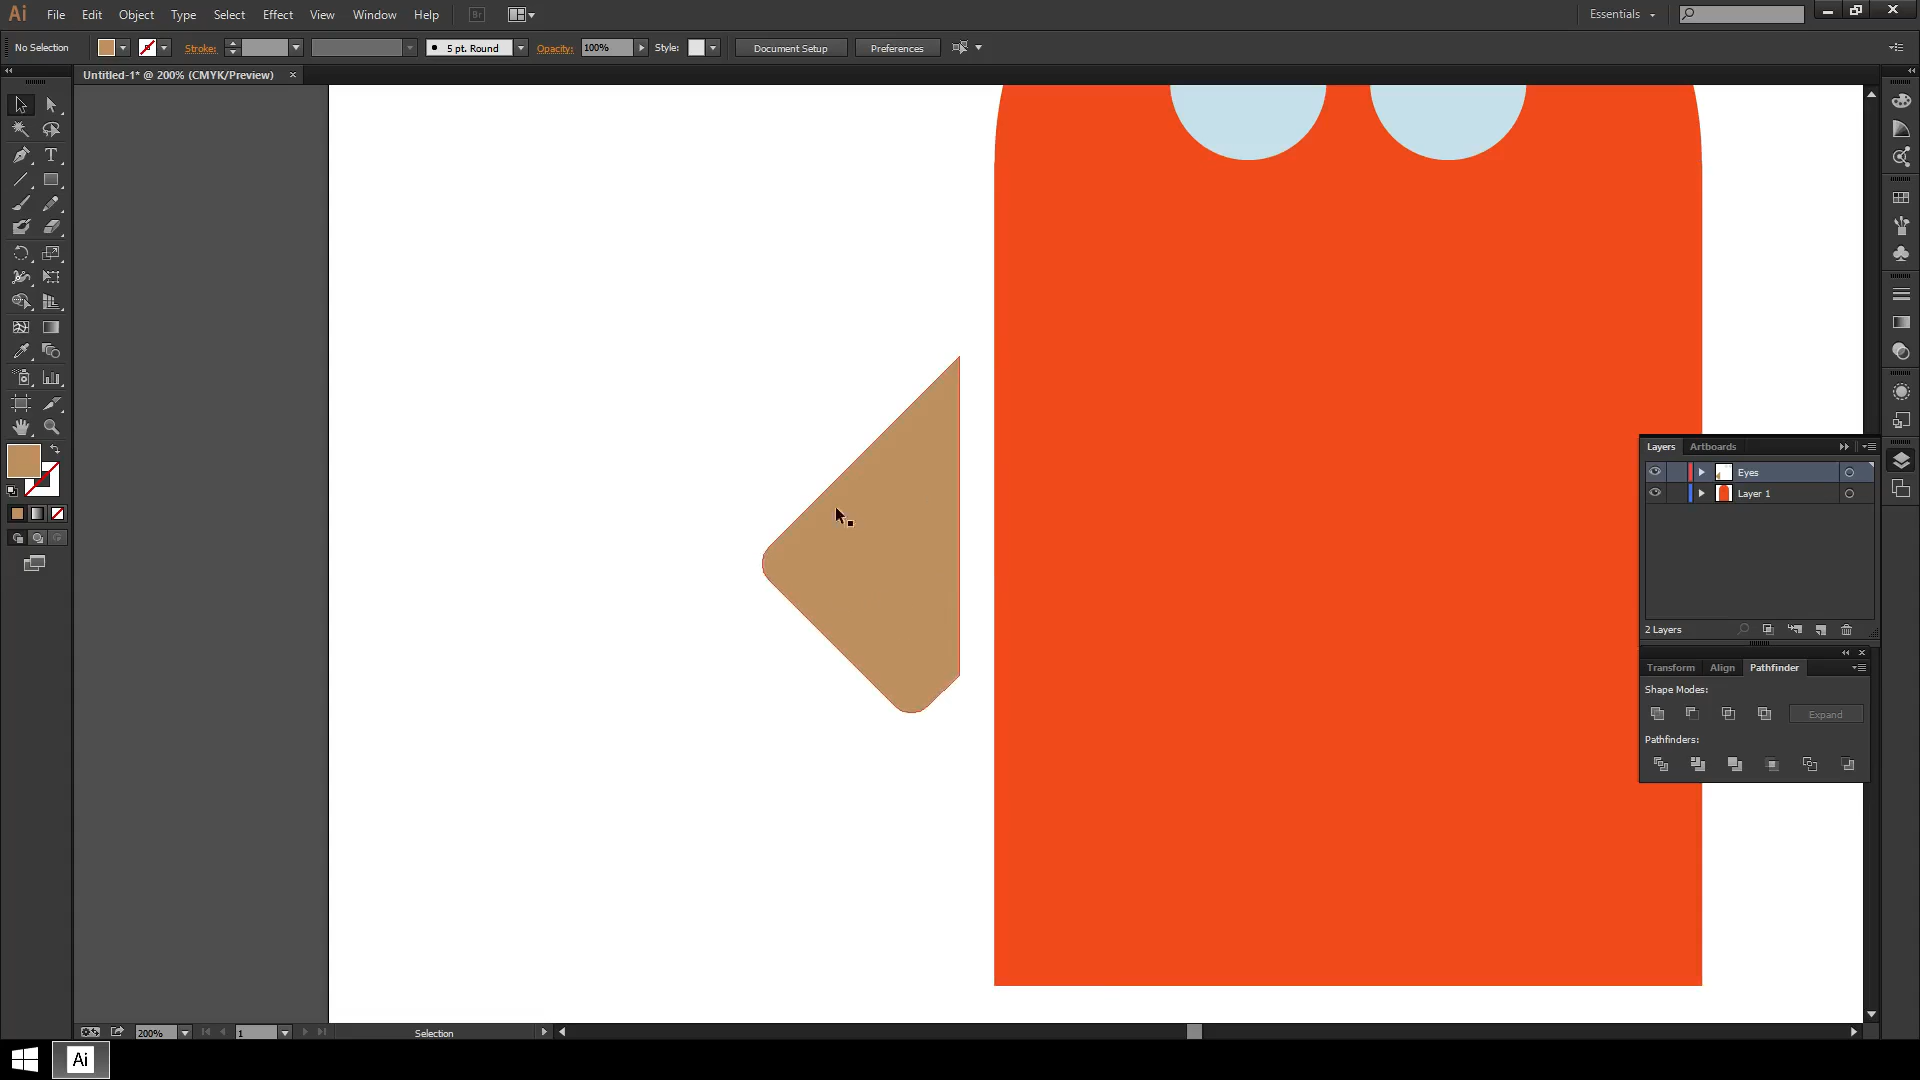 Ai File Edit Object Type Select Effect View Window Help Br Essentials
No Selection Stroke: 5 pt. Round Opacity: 100% Style: Document Setup Preferences
Untitled-1* @ 200% (CMYK/Preview)
Layers Artboards
Eyes
Layer 1
2 Layers
Transform Align Pathfinder
Shape Modes:
Expand
Pathfinders:
200% 1 Selection
Ai